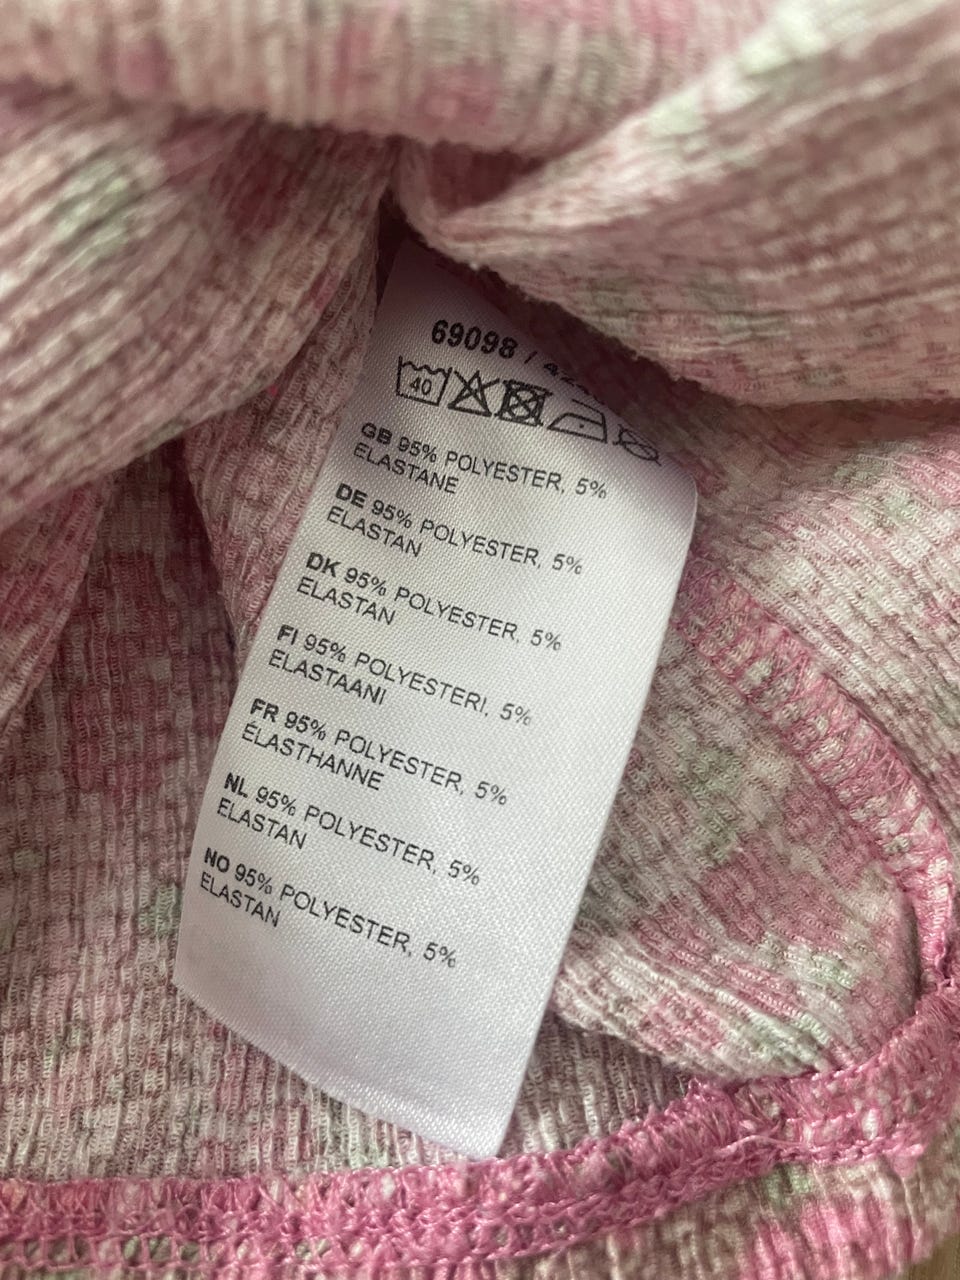 69098 /
40
GB 95% POLYESTER, 5%
ELASTANE
DE 95% POLYESTER, 5%
ELASTAN
DK 95% POLYESTER, 5%
ELASTAN
FI 95% POLYESTERI, 5%
ELASTAANI
FR 95% POLYESTER, 5%
ÉLASTHANNE
NL 95% POLYESTER, 5%
ELASTAN
NO 95% POLYESTER, 5%
ELASTAN